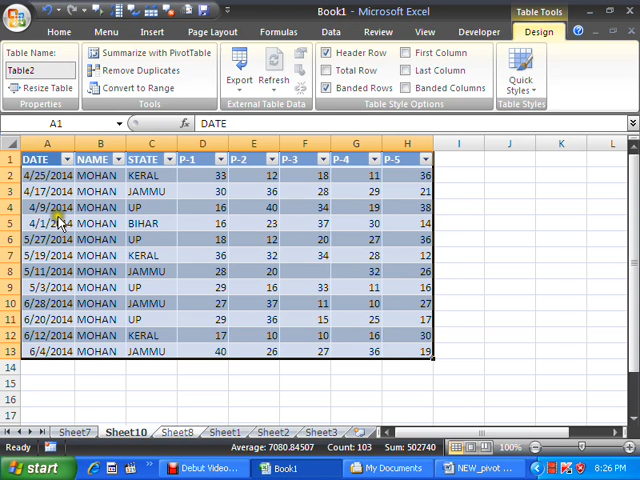 Book1 - Microsoft Excel
Table Tools
Home Menu Insert Page Layout Formulas Data Review View Developer Design
Table Name:
Table2
Resize Table
Properties
Summarize with PivotTable
Remove Duplicates
Convert to Range
Tools
Export
Refresh
External Table Data
Header Row
Total Row
Banded Rows
First Column
Last Column
Banded Columns
Table Style Options
Quick
Styles
Table Styles
A1 fx DATE
A B C D E F G H I J K L
1 DATE NAME STATE P-1 P-2 P-3 P-4 P-5
2 4/25/2014 MOHAN KERAL 33 12 18 11 36
3 4/17/2014 MOHAN JAMMU 30 36 28 29 21
4 4/9/2014 MOHAN UP 16 40 34 19 38
5 4/1/2014 MOHAN BIHAR 16 23 37 30 14
6 5/27/2014 MOHAN UP 18 12 20 27 36
7 5/19/2014 MOHAN KERAL 36 32 34 28 12
8 5/11/2014 MOHAN JAMMU 28 20 32 26
9 5/3/2014 MOHAN UP 29 16 33 11 16
10 6/28/2014 MOHAN JAMMU 27 37 11 10 27
11 6/20/2014 MOHAN UP 29 36 15 25 17
12 6/12/2014 MOHAN KERAL 17 10 10 16 30
13 6/4/2014 MOHAN JAMMU 40 26 27 36 19
14
15
16
17
Sheet7 Sheet10 Sheet8 Sheet1 Sheet2 Sheet3
Ready Average: 7080.84507 Count: 103 Sum: 502740 100%
start Debut Video... Book1 My Documents NEW_pivot ... 8:26 PM